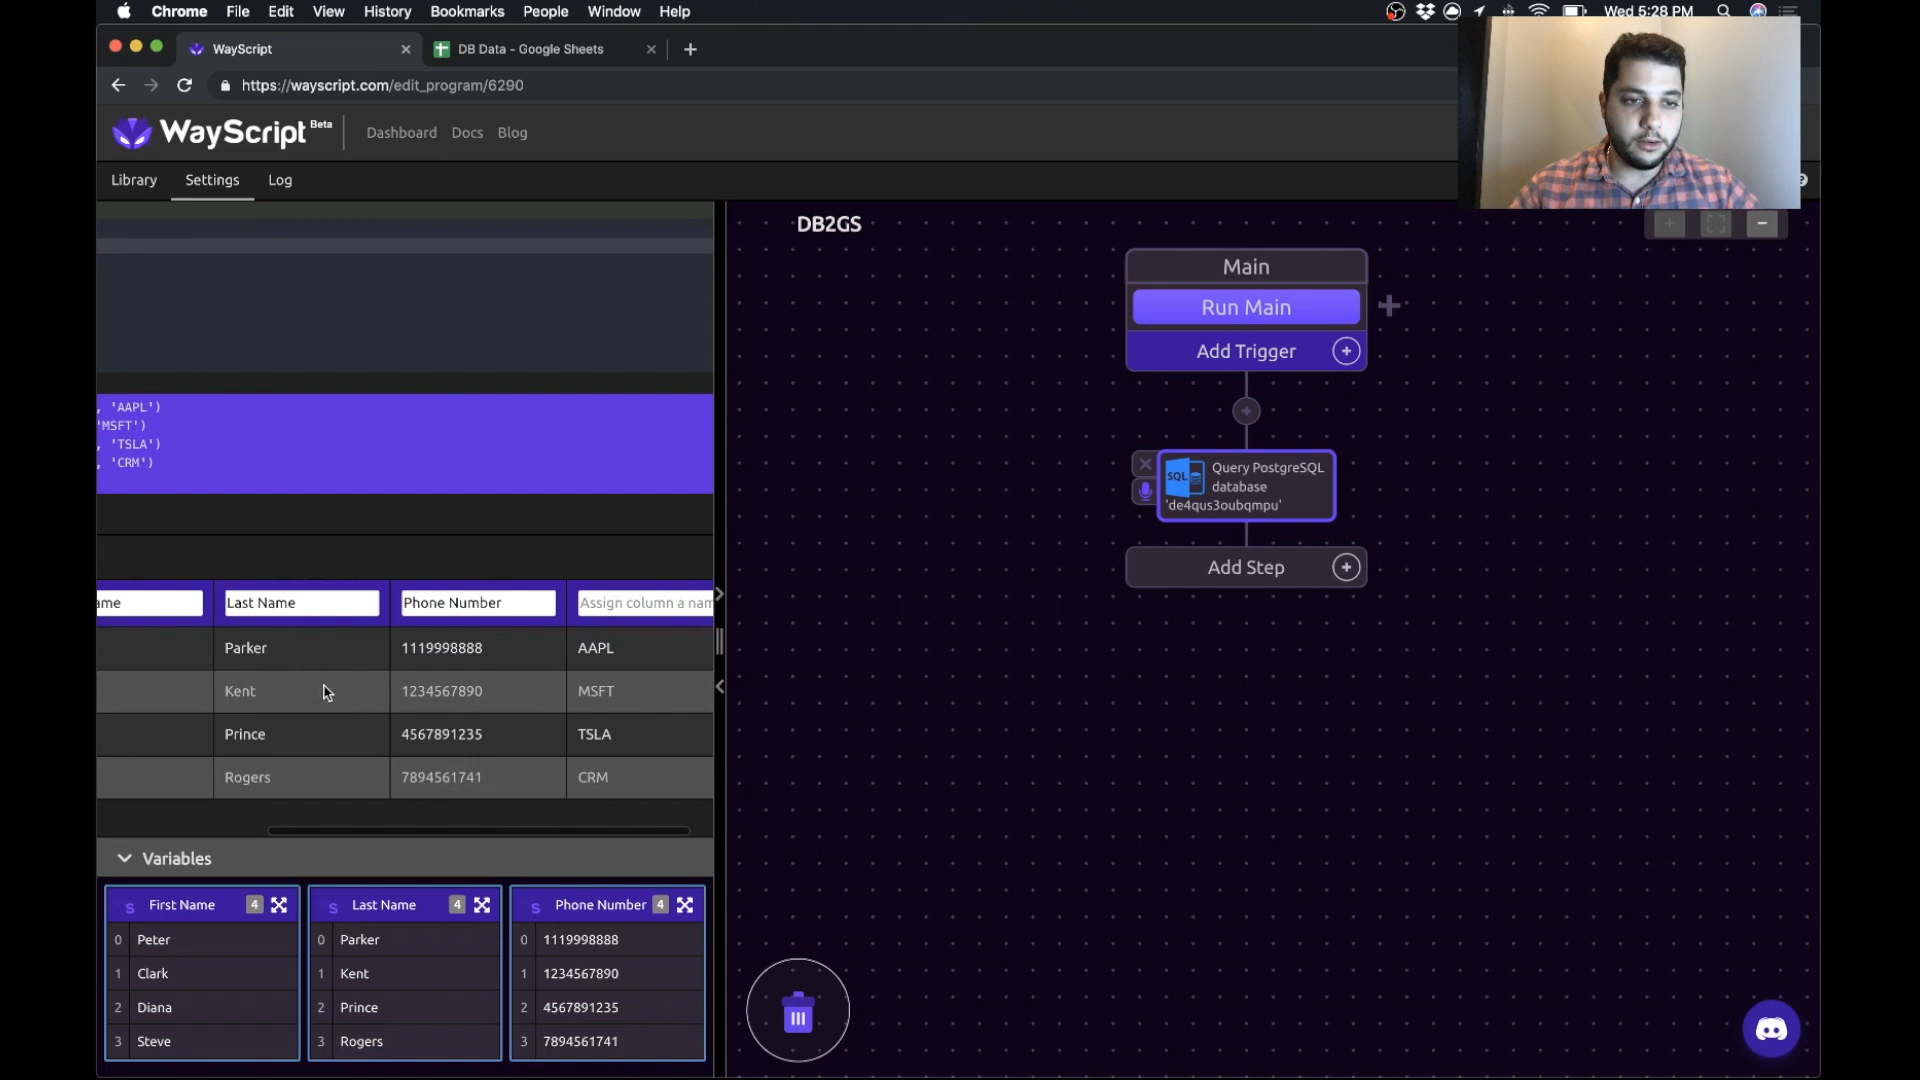 Chrome File Edit View History Bookmarks People Window Help
Wed 5:28 PM
WayScript
DB Data - Google Sheets
https://wayscript.com/edit_program/6290
WayScript Beta
Dashboard Docs Blog
Library Settings Log
DB2GS
Main
Run Main
Add Trigger
, 'AAPL')
'MSFT')
, 'TSLA')
, 'CRM')
SQL
Query PostgreSQL
database
'de4qus3oubqmpu'
Add Step
ame Last Name Phone Number Assign column a nam
Parker 1119998888 AAPL
Kent 1234567890 MSFT
Prince 4567891235 TSLA
Rogers 7894561741 CRM
Variables
S First Name 4 S Last Name 4 S Phone Number 4
0 Peter 0 Parker 0 1119998888
1 Clark 1 Kent 1 1234567890
2 Diana 2 Prince 2 4567891235
3 Steve 3 Rogers 3 7894561741